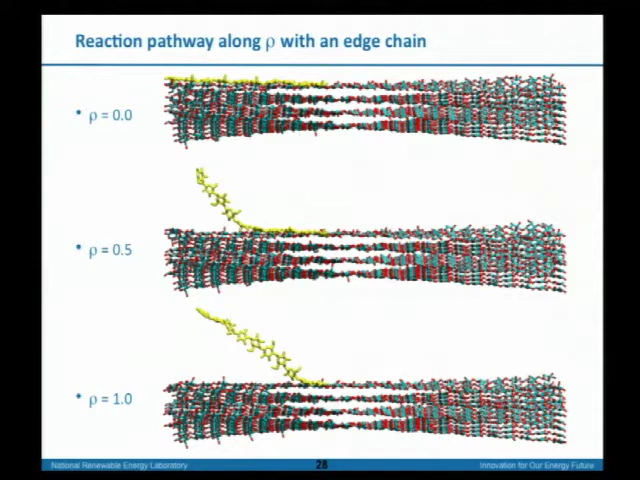 Reaction pathway along ρ with an edge chain
• ρ = 0.0
• ρ = 0.5
• ρ = 1.0
National Renewable Energy Laboratory
28
Innovation for Our Energy Future